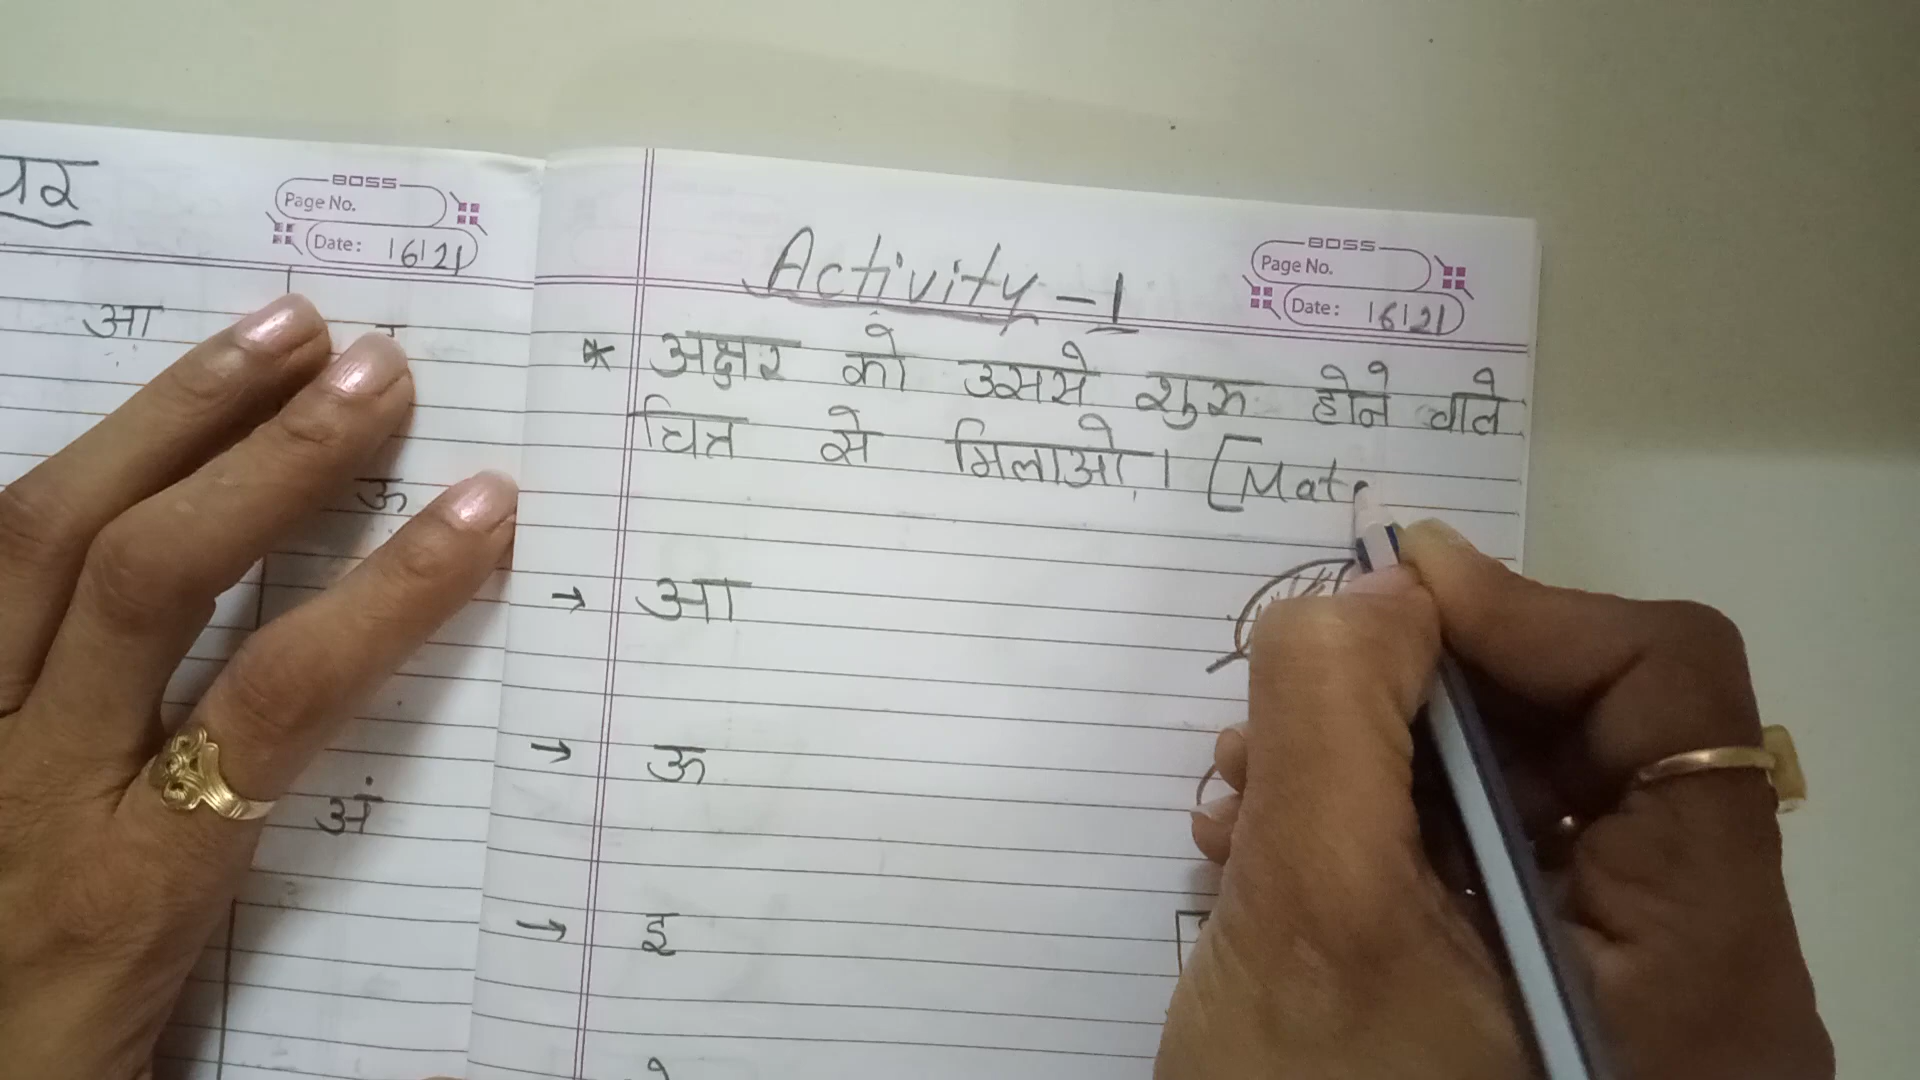 BOSS
Page No.
Date: 1|6|21
आ
ऊ
अं
BOSS
Page No.
Date: 1|6|21
Activity - 1
* अक्षर को उससे शुरू होने वाले
चित्र से मिलाओ। [Mat
→ आ
→ ऊ
→ इ